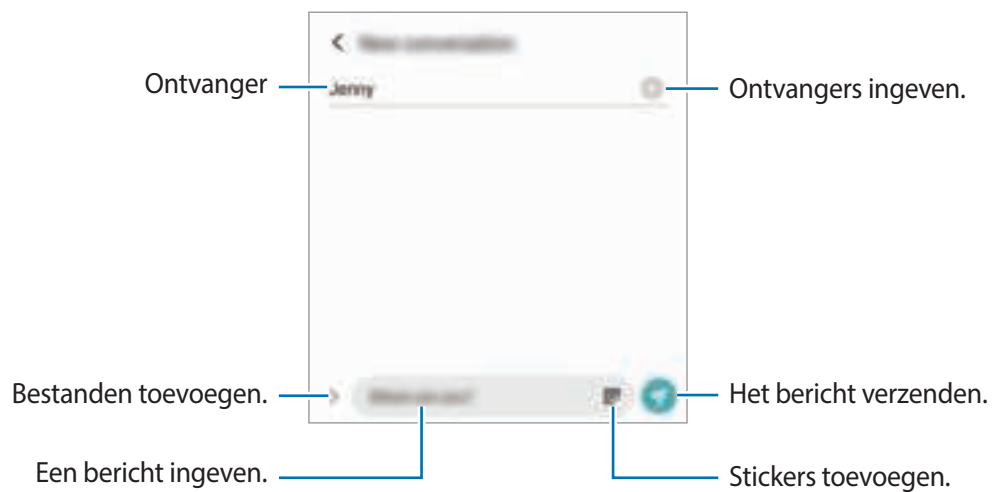 Ontvanger
Jenny
Ontvangers ingeven.
Bestanden toevoegen.
Het bericht verzenden.
Een bericht ingeven.
Stickers toevoegen.